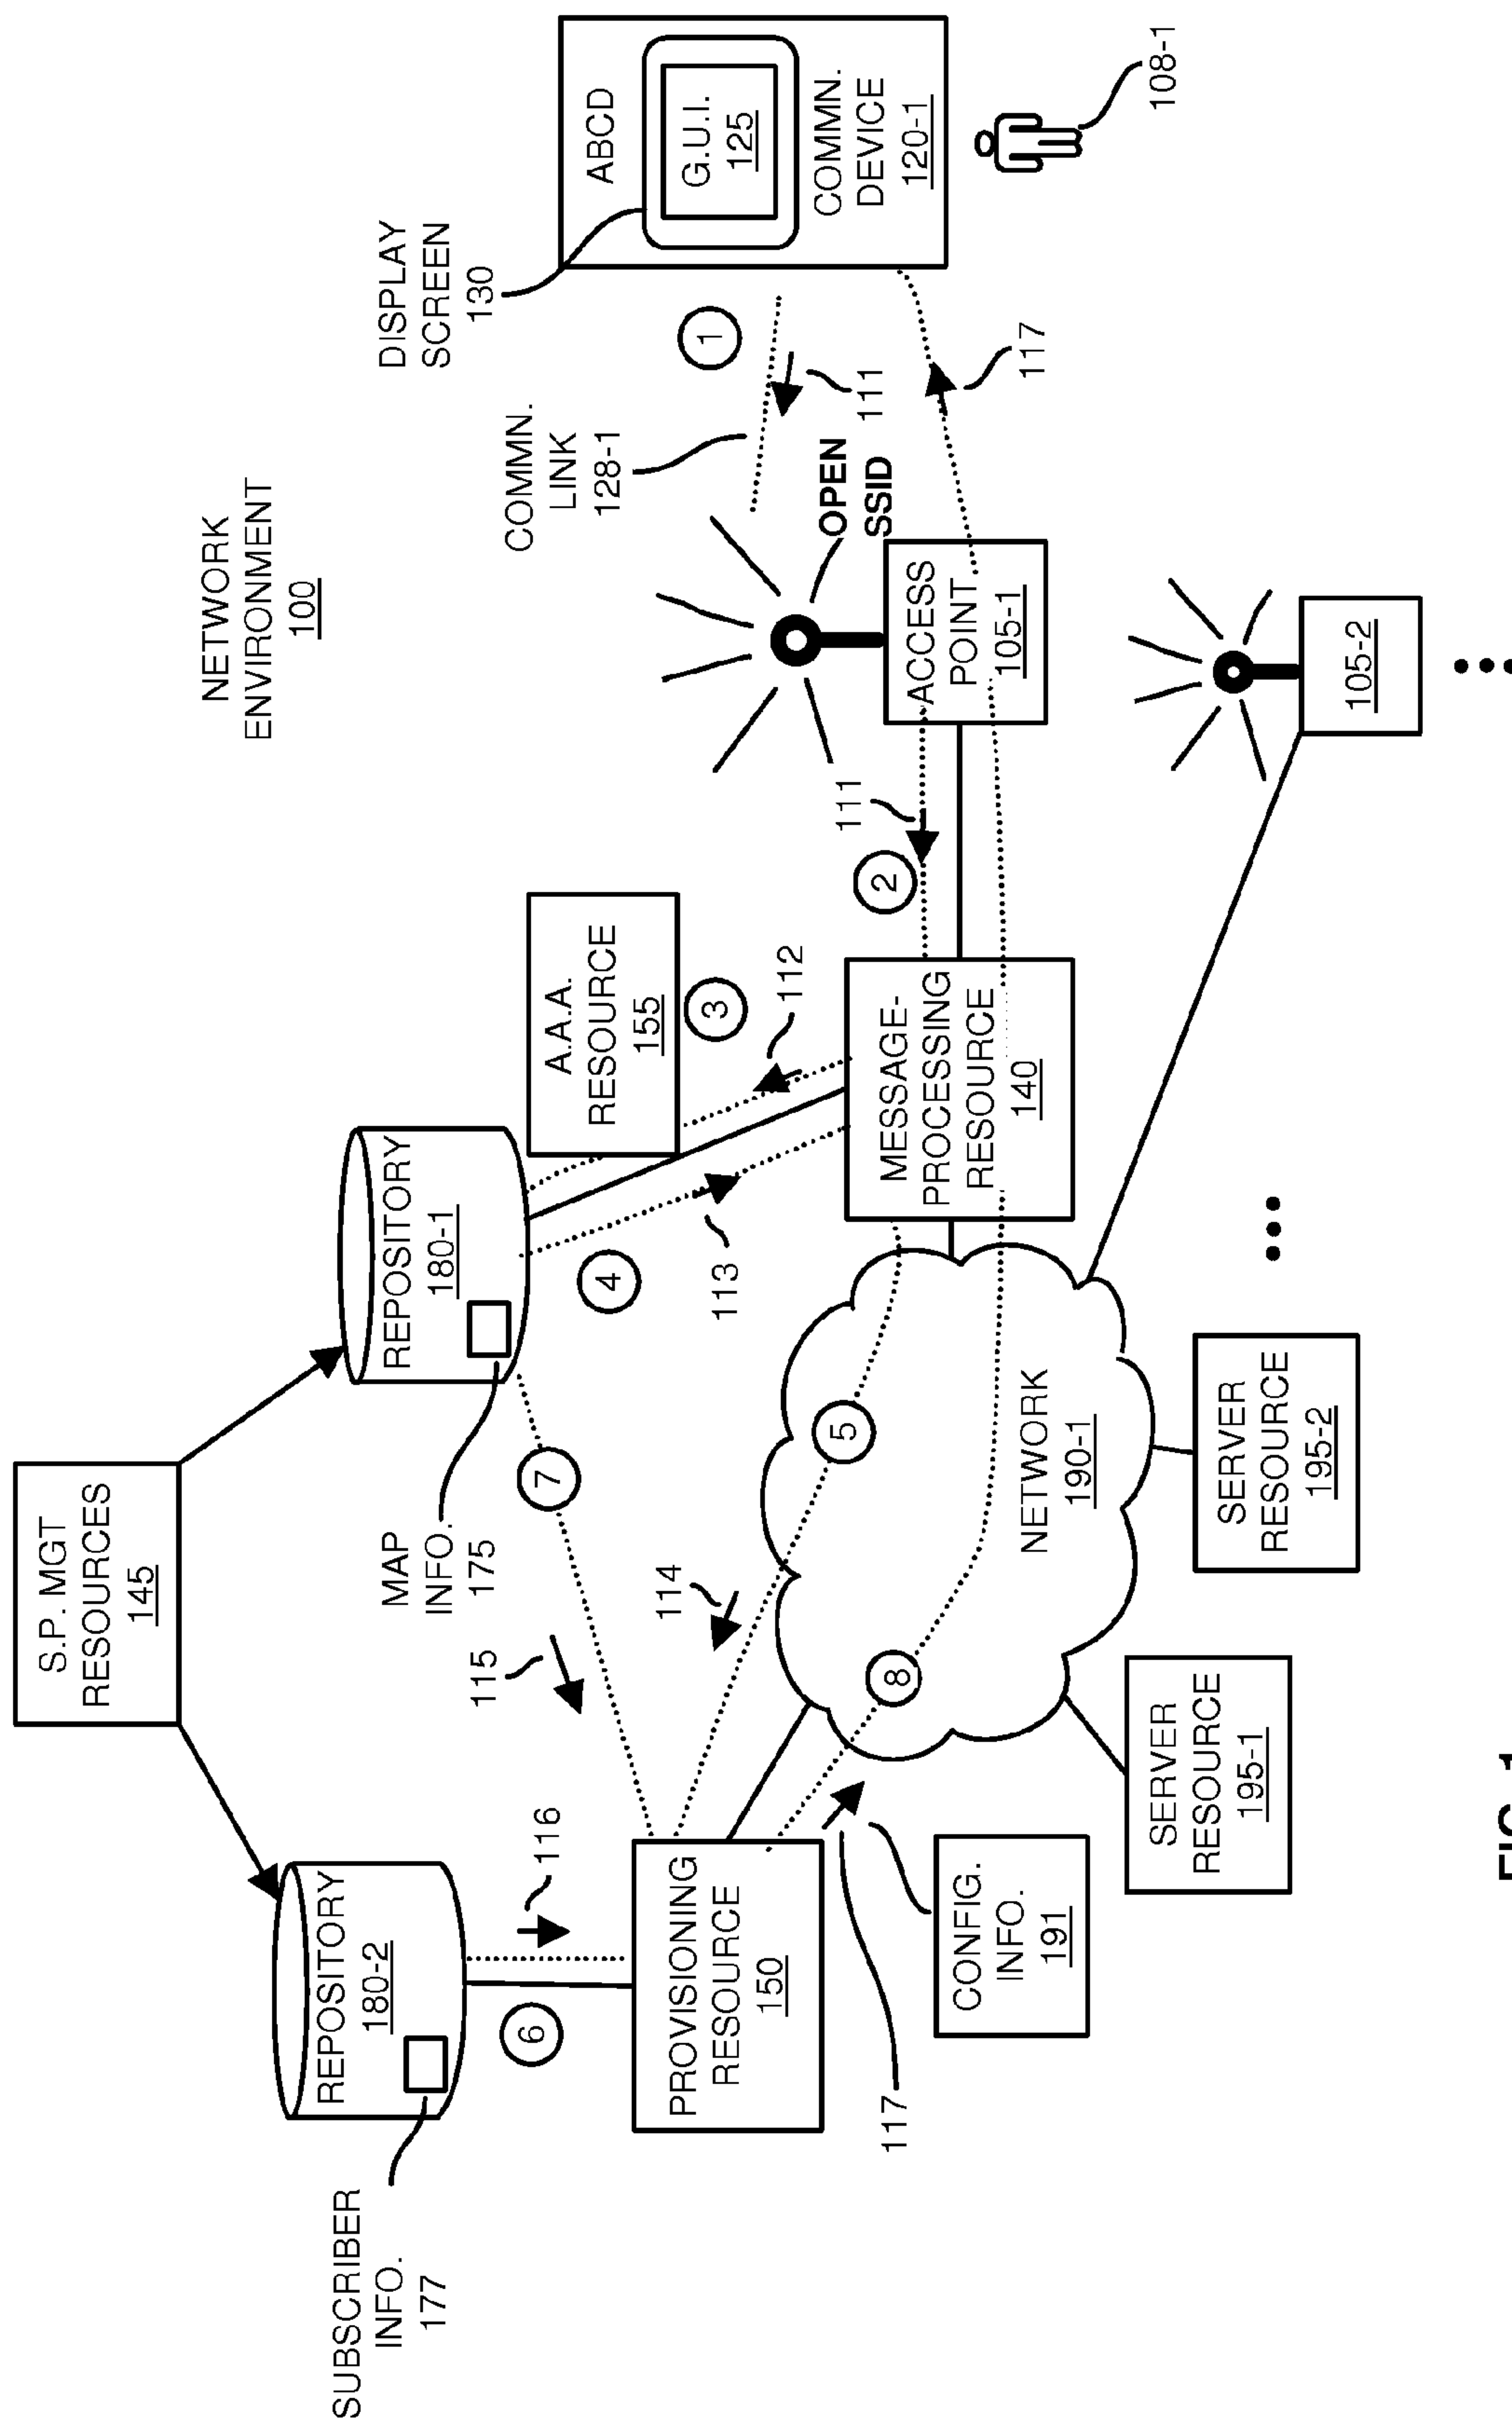 NETWORK
ENVIRONMENT
100
S.P. MGT
RESOURCES
145
SUBSCRIBER
INFO.
177
REPOSITORY
180-2
6
116
PROVISIONING
RESOURCE
150
117
CONFIG.
INFO.
191
115
7
MAP
INFO.
175
REPOSITORY
180-1
4
113
A.A.A.
RESOURCE
155
3
112
114
5
8
NETWORK
190-1
SERVER
RESOURCE
195-1
SERVER
RESOURCE
195-2
MESSAGE-
PROCESSING
RESOURCE
140
2
111
ACCESS
POINT
105-1
OPEN
SSID
105-2
COMMN.
LINK
128-1
111
1
117
DISPLAY
SCREEN
130
ABCD
G.U.I.
125
COMMN.
DEVICE
120-1
108-1